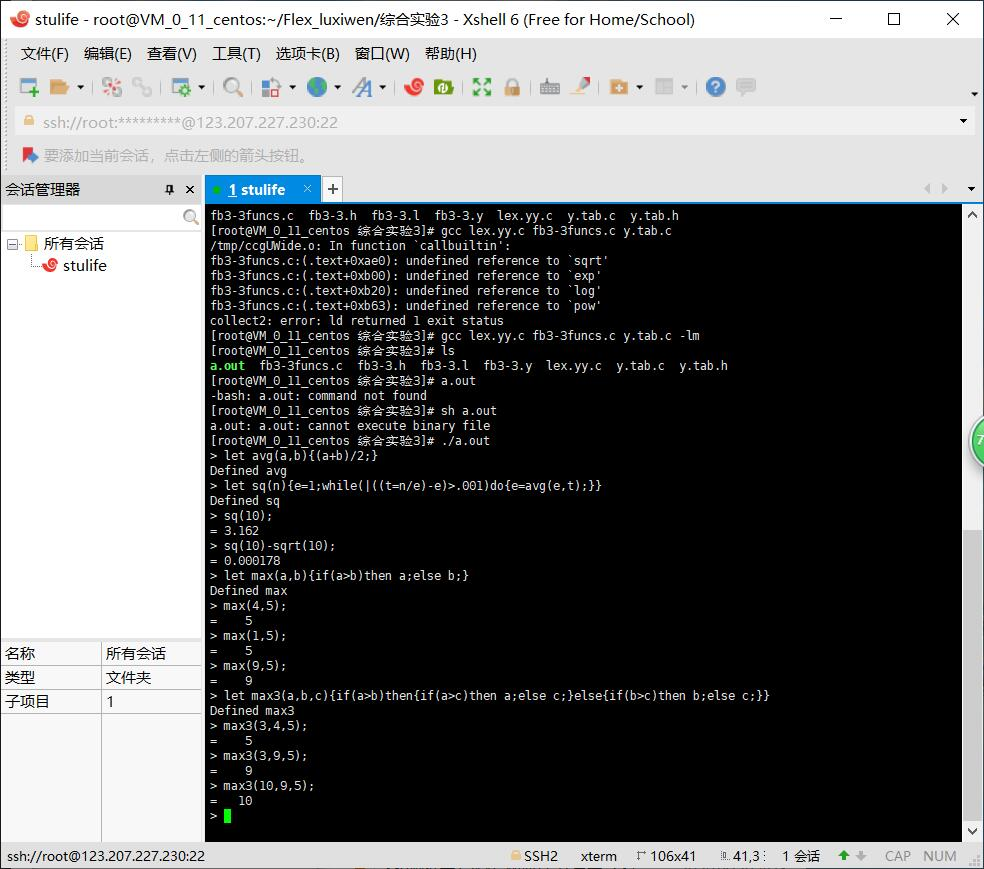 stulife - root@VM_0_11_centos:~/Flex_luxiwen/综合实验3 - Xshell 6 (Free for Home/School)
文件(F) 编辑(E) 查看(V) 工具(T) 选项卡(B) 窗口(W) 帮助(H)
ssh://root:*********@123.207.227.230:22
要添加当前会话，点击左侧的箭头按钮。
会话管理器
1 stulife
所有会话
stulife
名称 所有会话
类型 文件夹
子项目 1
fb3-3funcs.c fb3-3.h fb3-3.l fb3-3.y lex.yy.c y.tab.c y.tab.h
[root@VM_0_11_centos 综合实验3]# gcc lex.yy.c fb3-3funcs.c y.tab.c
/tmp/ccgUWide.o: In function `callbuiltin':
fb3-3funcs.c:(.text+0xae0): undefined reference to `sqrt'
fb3-3funcs.c:(.text+0xb00): undefined reference to `exp'
fb3-3funcs.c:(.text+0xb20): undefined reference to `log'
fb3-3funcs.c:(.text+0xb63): undefined reference to `pow'
collect2: error: ld returned 1 exit status
[root@VM_0_11_centos 综合实验3]# gcc lex.yy.c fb3-3funcs.c y.tab.c -lm
[root@VM_0_11_centos 综合实验3]# ls
a.out fb3-3funcs.c fb3-3.h fb3-3.l fb3-3.y lex.yy.c y.tab.c y.tab.h
[root@VM_0_11_centos 综合实验3]# a.out
-bash: a.out: command not found
[root@VM_0_11_centos 综合实验3]# sh a.out
a.out: a.out: cannot execute binary file
[root@VM_0_11_centos 综合实验3]# ./a.out
> let avg(a,b){(a+b)/2;}
Defined avg
> let sq(n){e=1;while(|((t=n/e)-e)>.001)do{e=avg(e,t);}}
Defined sq
> sq(10);
= 3.162
> sq(10)-sqrt(10);
= 0.000178
> let max(a,b){if(a>b)then a;else b;}
Defined max
> max(4,5);
=    5
> max(1,5);
=    5
> max(9,5);
=    9
> let max3(a,b,c){if(a>b)then{if(a>c)then a;else c;}else{if(b>c)then b;else c;}}
Defined max3
> max3(3,4,5);
=    5
> max3(3,9,5);
=    9
> max3(10,9,5);
=   10
>
ssh://root@123.207.227.230:22 SSH2 xterm 106x41 41,3 1 会话 CAP NUM